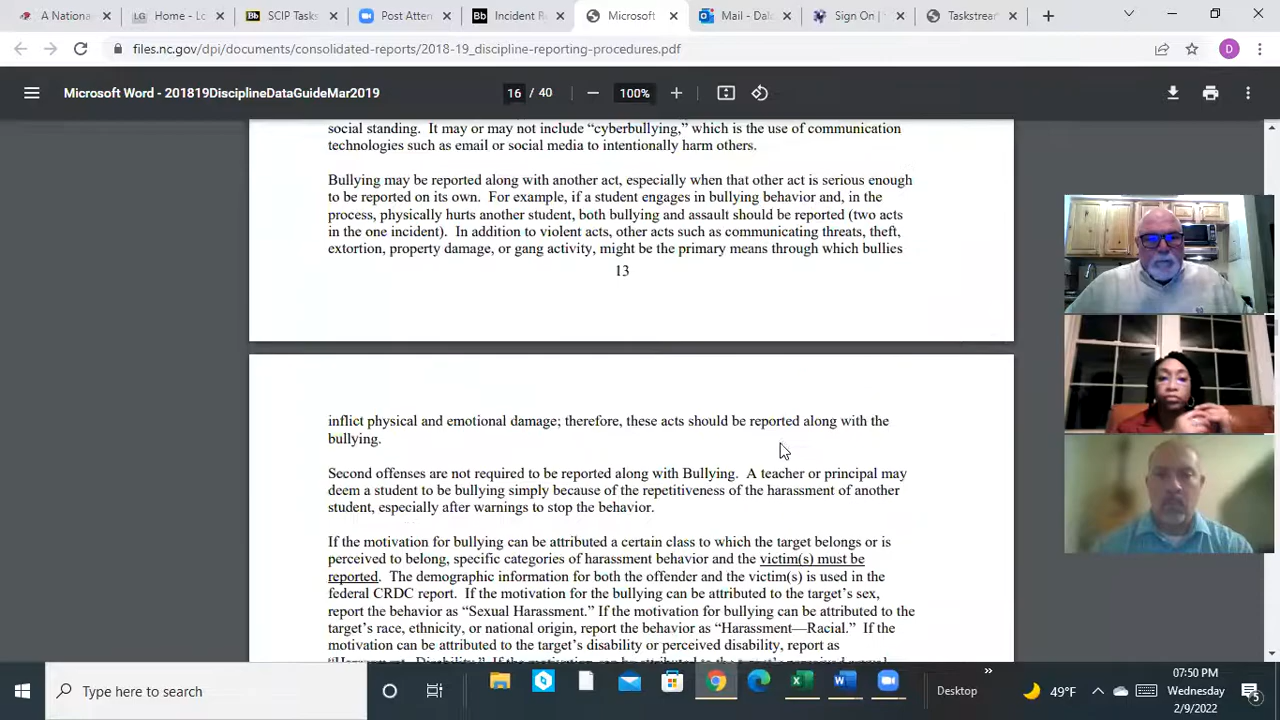 A Nationa
Home - Lo
SCIP Tasks
Post Atten
Incident Re
Microsoft
Mail - Dale
Sign On |
Taskstream
files.nc.gov/dpi/documents/consolidated-reports/2018-19_discipline-reporting-procedures.pdf
D
Microsoft Word - 201819DisciplineDataGuideMar2019
16 / 40
100%
social standing. It may or may not include “cyberbullying,” which is the use of communication
technologies such as email or social media to intentionally harm others.
Bullying may be reported along with another act, especially when that other act is serious enough
to be reported on its own. For example, if a student engages in bullying behavior and, in the
process, physically hurts another student, both bullying and assault should be reported (two acts
in the one incident). In addition to violent acts, other acts such as communicating threats, theft,
extortion, property damage, or gang activity, might be the primary means through which bullies
13
inflict physical and emotional damage; therefore, these acts should be reported along with the
bullying.
Second offenses are not required to be reported along with Bullying. A teacher or principal may
deem a student to be bullying simply because of the repetitiveness of the harassment of another
student, especially after warnings to stop the behavior.
If the motivation for bullying can be attributed a certain class to which the target belongs or is
perceived to belong, specific categories of harassment behavior and the victim(s) must be
reported. The demographic information for both the offender and the victim(s) is used in the
federal CRDC report. If the motivation for the bullying can be attributed to the target’s sex,
report the behavior as “Sexual Harassment.” If the motivation for bullying can be attributed to the
target’s race, ethnicity, or national origin, report the behavior as “Harassment—Racial.” If the
motivation can be attributed to the target’s disability or perceived disability, report as
Type here to search
Desktop
49°F
07:50 PM
Wednesday
2/9/2022
5